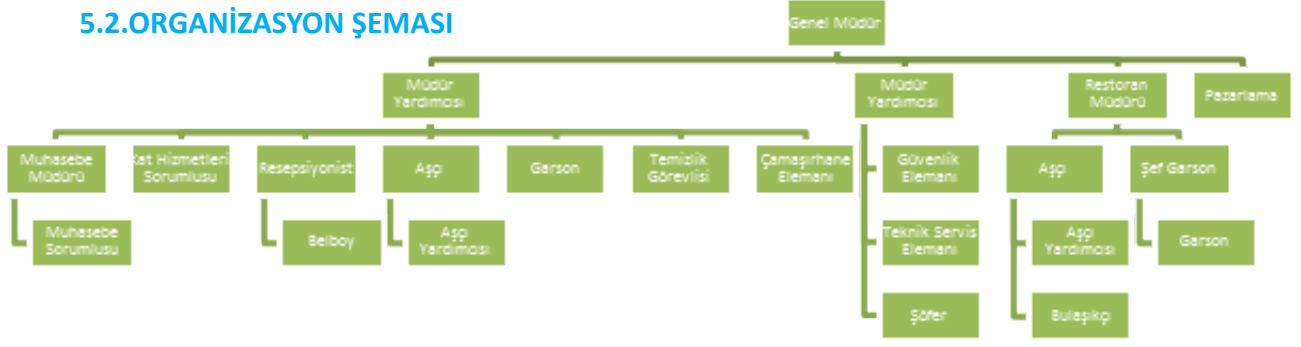 5.2.ORGANİZASYON ŞEMASI
Genel Müdür
Müdür
Yardımcısı
Müdür
Yardımcısı
Restoran
Müdürü
Pazarlama
Muhasebe
Müdürü
Kat Hizmetleri
Sorumlusu
Resepsiyonist
Aşçı
Garson
Temizlik
Görevlisi
Çamaşırhane
Elemanı
Güvenlik
Elemanı
Aşçı
Şef Garson
Muhasebe
Sorumlusu
Belboy
Aşçı
Yardımcısı
Teknik Servis
Elemanı
Aşçı
Yardımcısı
Garson
Şöfer
Bulaşıkçı